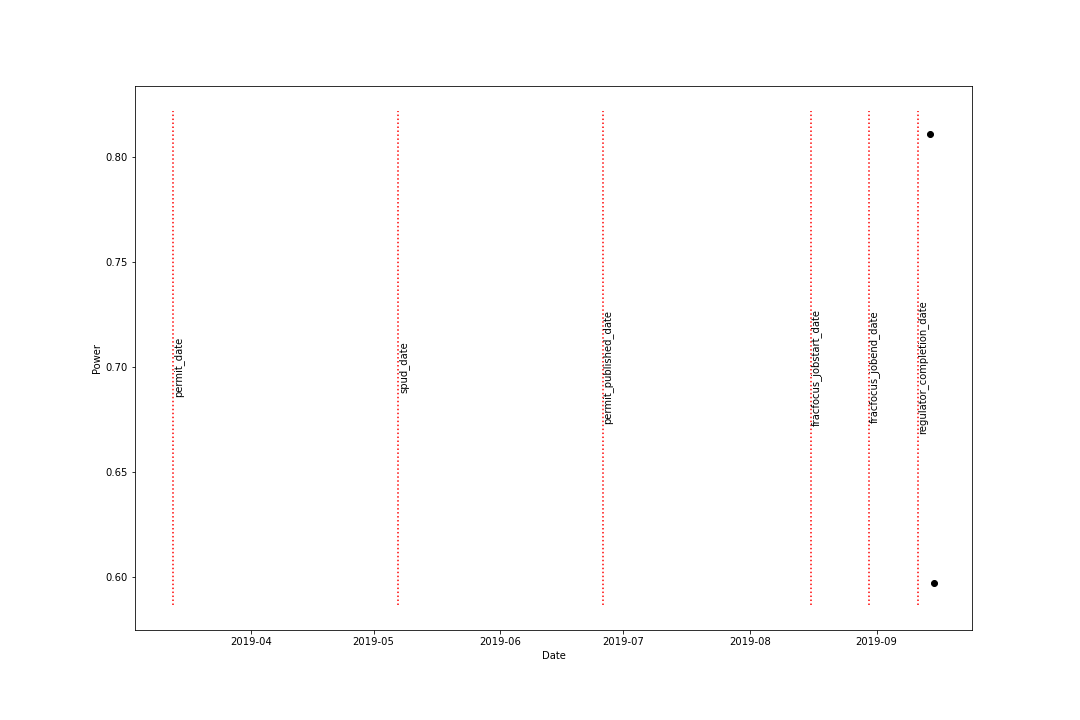 0.80
0.75
0.70
0.65
0.60
Power
permit_date
spud_date
permit_published_date
fracfocus_jobstart_date
fracfocus_jobend_date
regulator_completion_date
2019-04
2019-05
2019-06
2019-07
2019-08
2019-09
Date